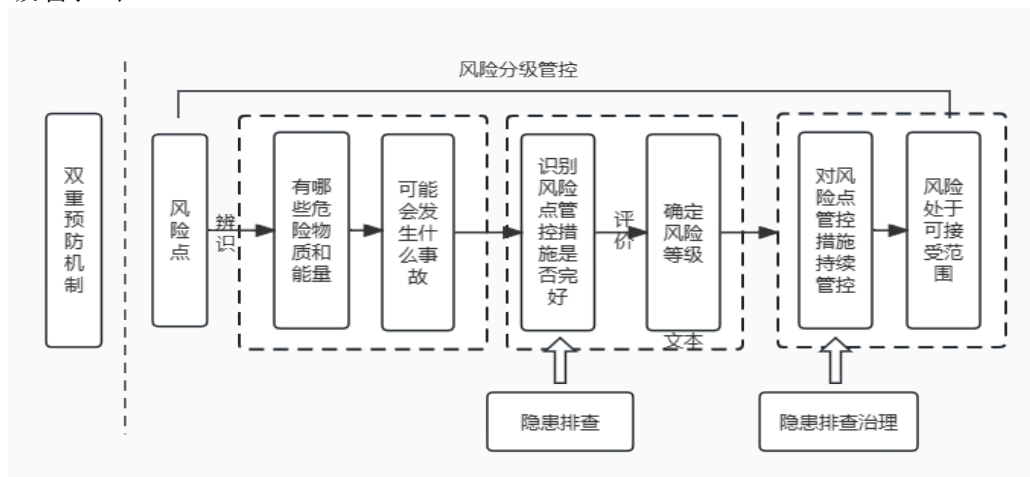 风险分级管控
双
重
预
防
机
制
风
险
点
辨
识
有哪
些危
险物
质和
能量
可能
会发
生什
么事
故
识别
风险
点管
控措
施是
否完
好
评
价
确定
风险
等级
文本
对风
险点
管控
措施
持续
管控
风险
处于
可接
受范
围
隐患排查
隐患排查治理